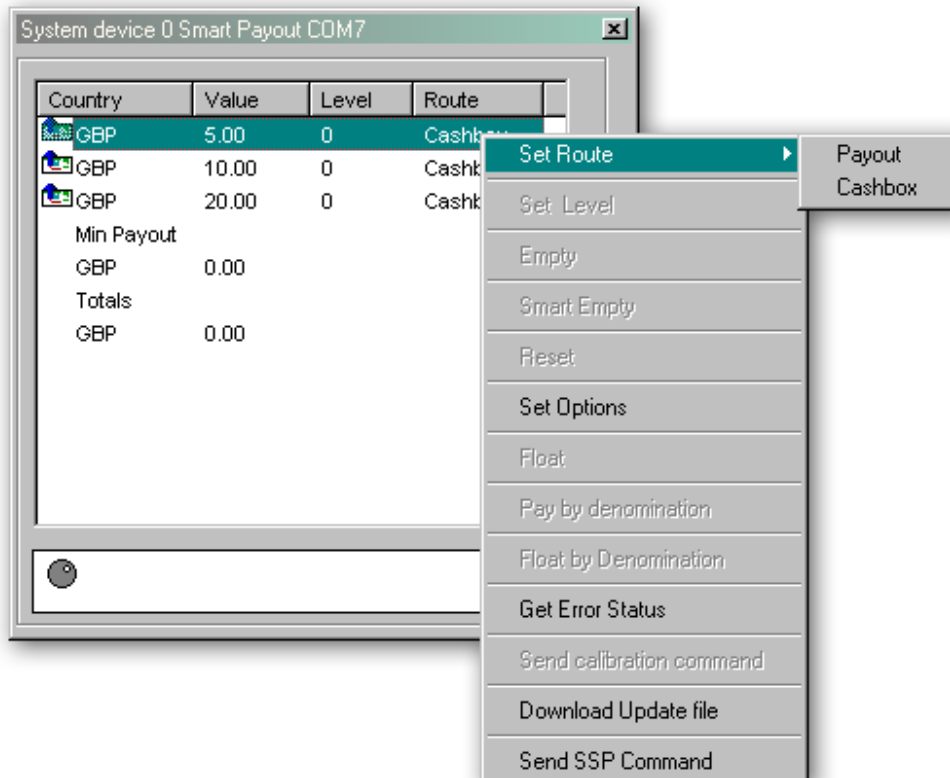 System device 0 Smart Payout COM7
Country Value Level Route
GBP 5.00 0
GBP 10.00 0
GBP 20.00 0
Min Payout
GBP 0.00
Totals
GBP 0.00
Set Route
Payout
Cashbox
Set Level
Empty
Smart Empty
Reset
Set Options
Float
Pay by denomination
Float by Denomination
Get Error Status
Send calibration command
Download Update file
Send SSP Command